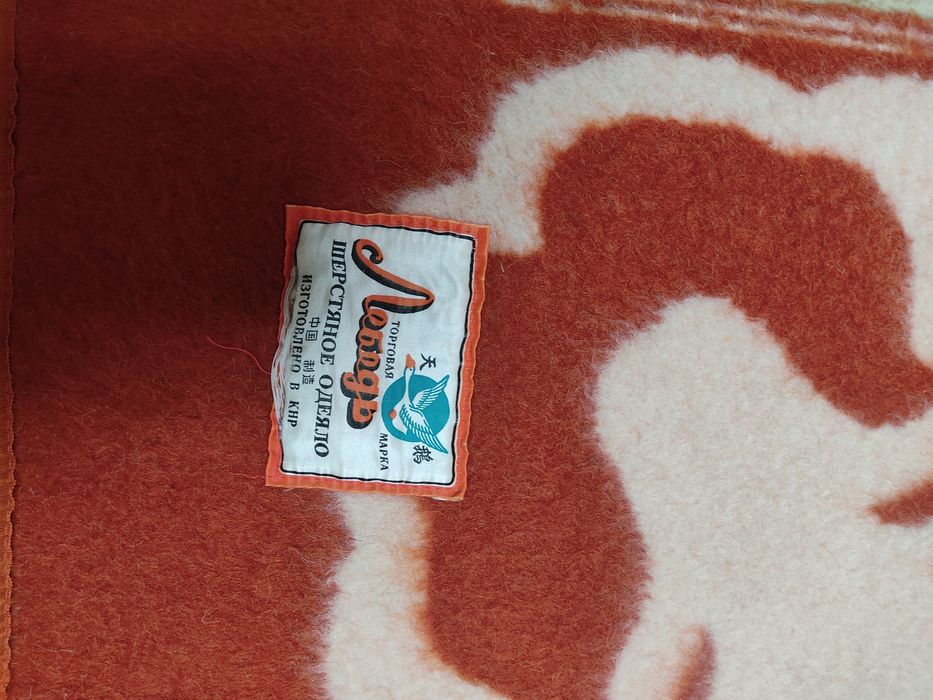 天 鹅
ТОРГОВАЯ МАРКА
Лебедь
ШЕРСТЯНОЕ ОДЕЯЛО
中国 制造
ИЗГОТОВЛЕНО В КНР